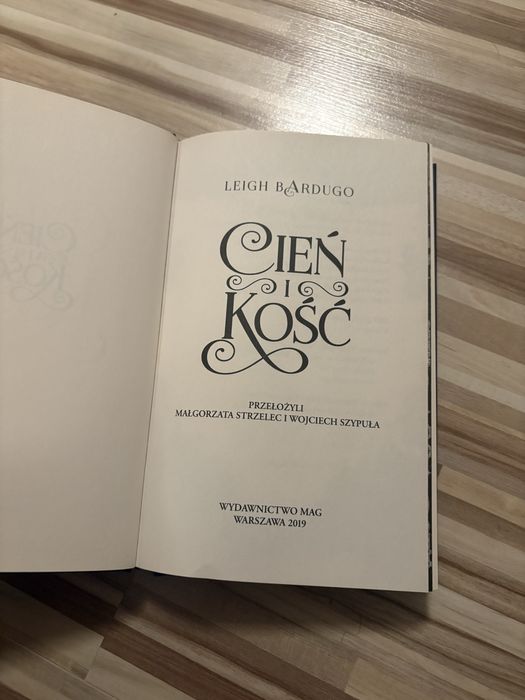 LEIGH BARDUGO
CIEŃ
I
KOŚĆ
PRZEŁOŻYLI
MAŁGORZATA STRZELEC I WOJCIECH SZYPUŁA
WYDAWNICTWO MAG
WARSZAWA 2019